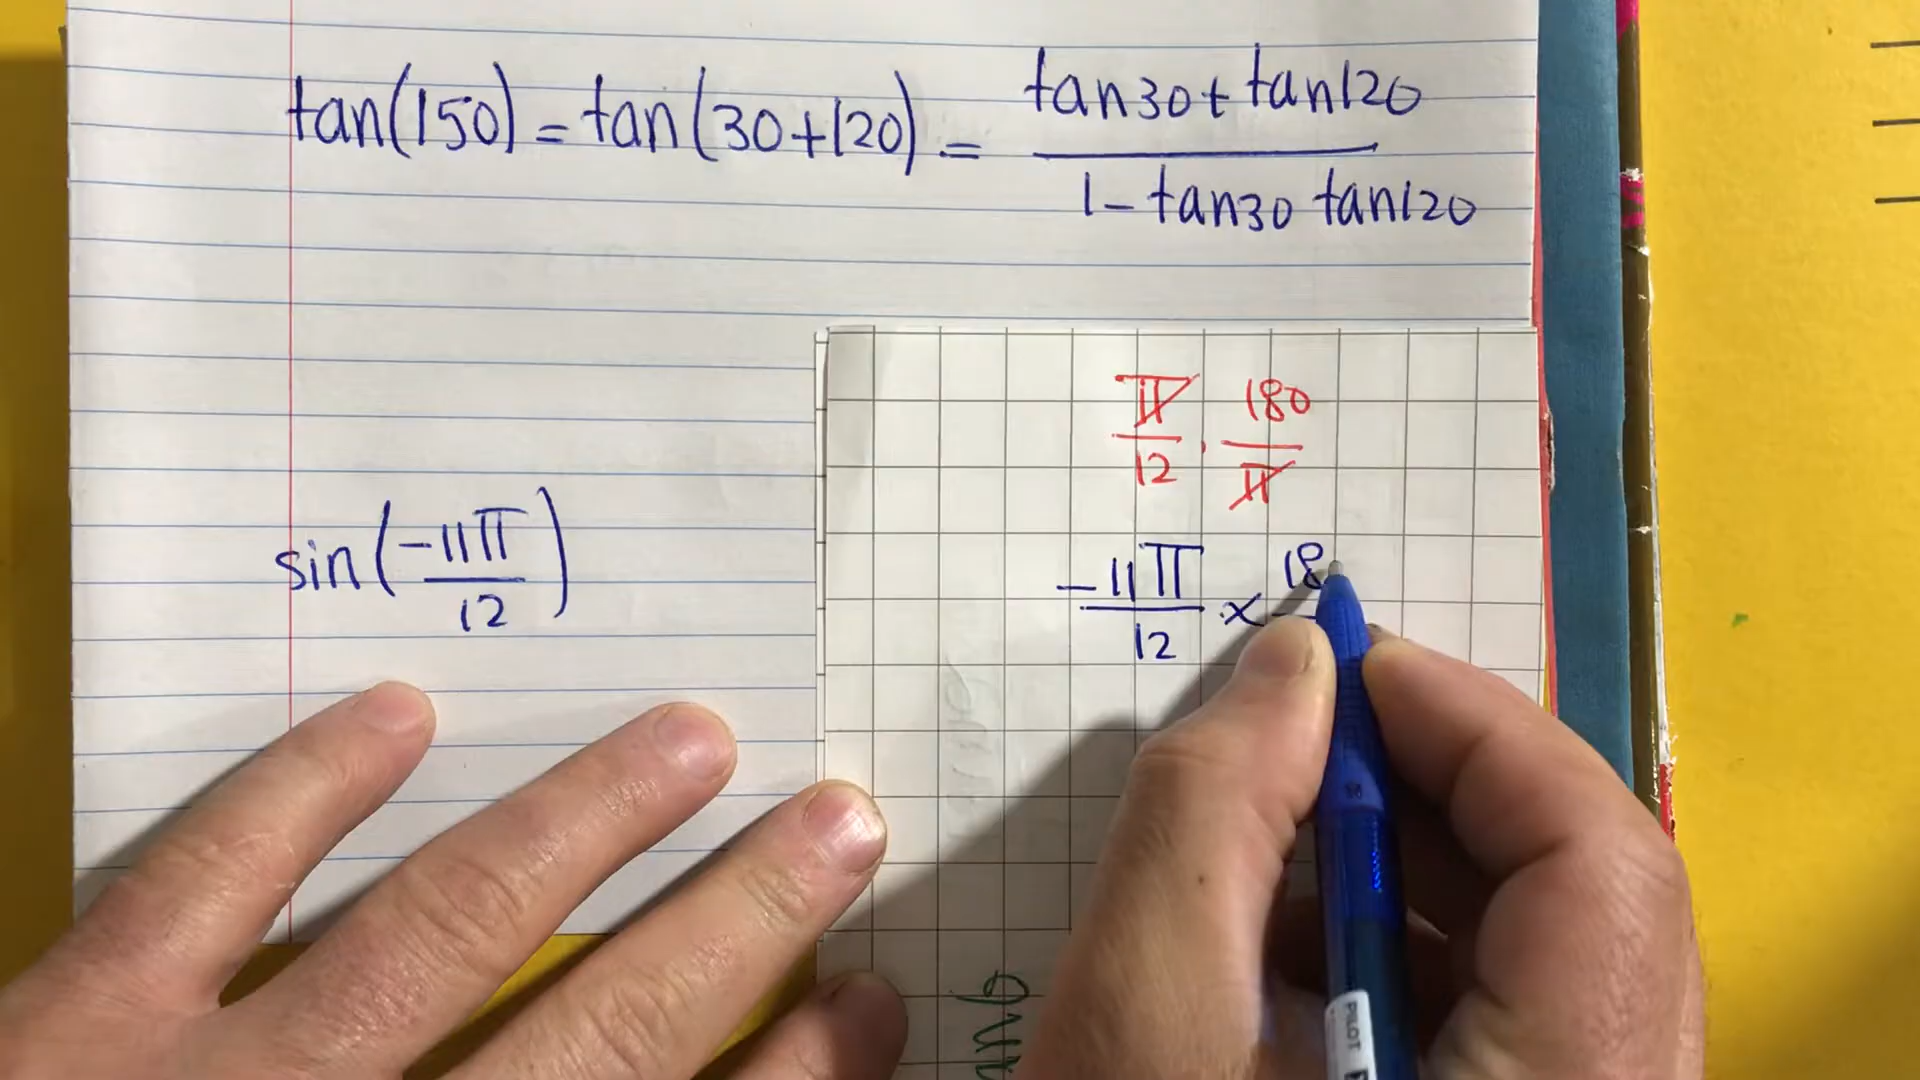 tan(150) = tan(30+120) = tan30 + tan120
1 - tan30 tan120
π/12 · 180/π
sin(-11π/12)
-11π/12 × 18
PILOT